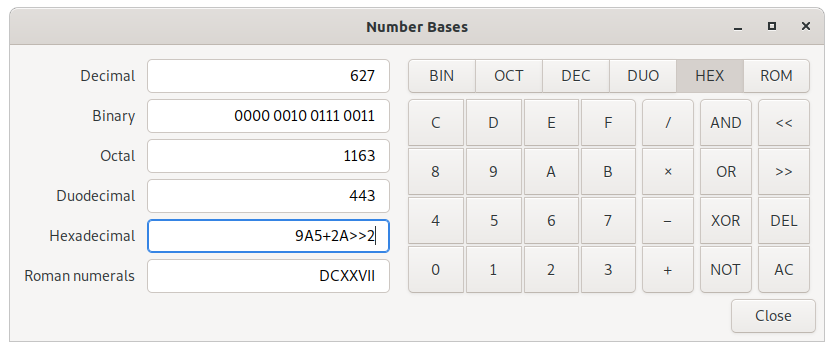 Number Bases
Decimal 627
Binary 0000 0010 0111 0011
Octal 1163
Duodecimal 443
Hexadecimal 9A5+2A>>2
Roman numerals DCXXVII
BIN OCT DEC DUO HEX ROM
C D E F / AND <<
8 9 A B × OR >>
4 5 6 7 − XOR DEL
0 1 2 3 + NOT AC
Close